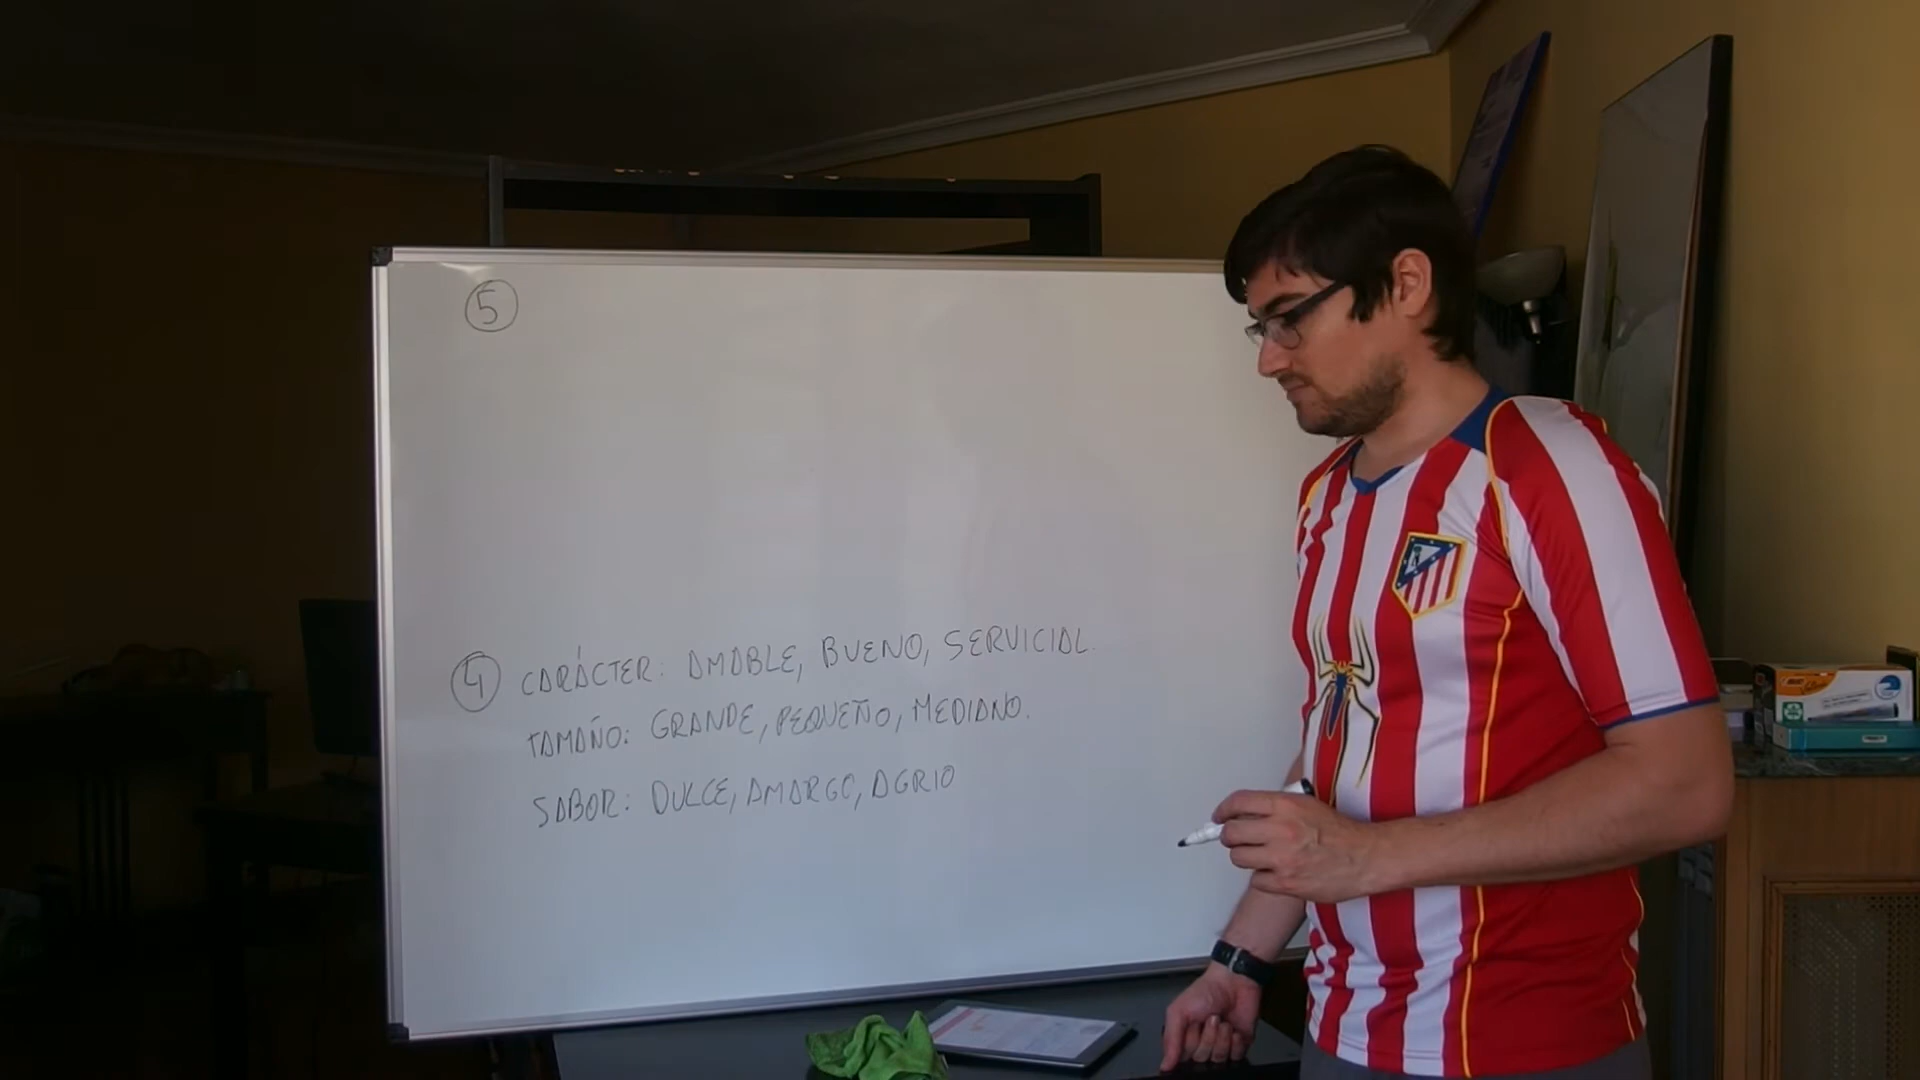 5
4 CARÁCTER: AMABLE, BUENO, SERVICIAL.
TAMAÑO: GRANDE, PEQUEÑO, MEDIANO.
SABOR: DULCE, AMARGO, AGRIO